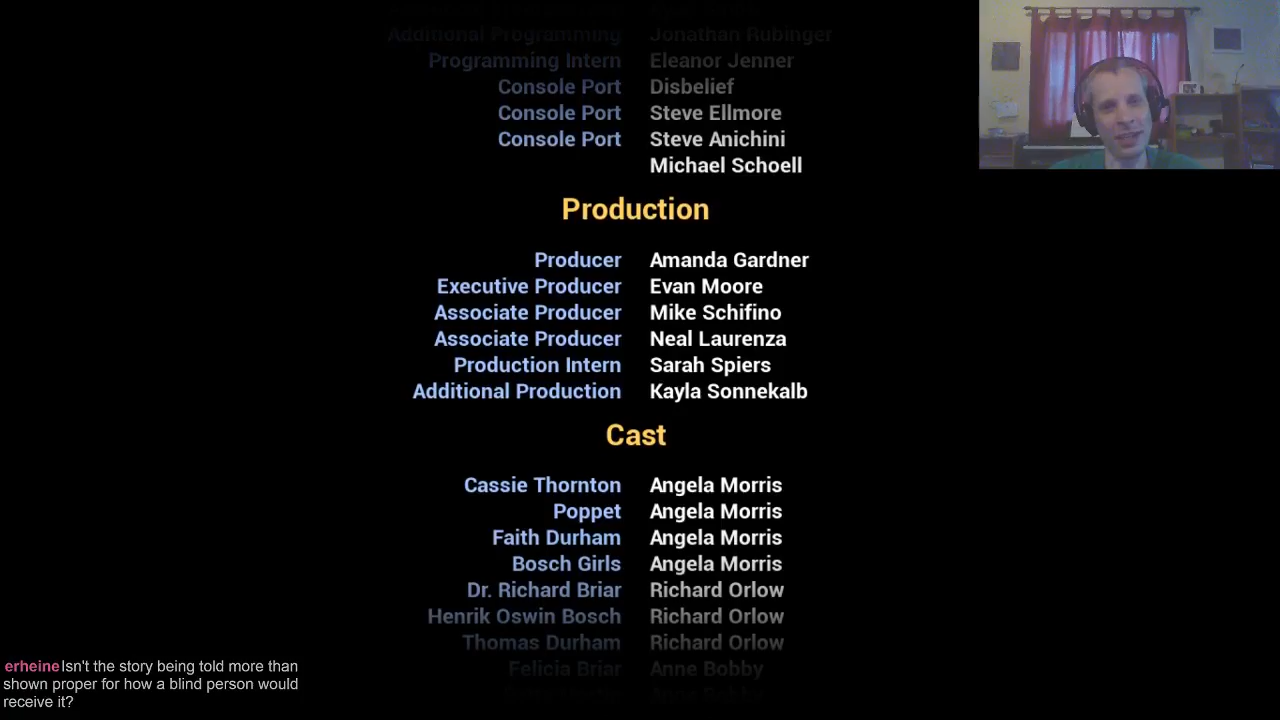 Additional Programming Jonathan Rubinger
Programming Intern Eleanor Jenner
Console Port Disbelief
Console Port Steve Ellmore
Console Port Steve Anichini
Michael Schoell
Production
Producer Amanda Gardner
Executive Producer Evan Moore
Associate Producer Mike Schifino
Associate Producer Neal Laurenza
Production Intern Sarah Spiers
Additional Production Kayla Sonnekalb
Cast
Cassie Thornton Angela Morris
Poppet Angela Morris
Faith Durham Angela Morris
Bosch Girls Angela Morris
Dr. Richard Briar Richard Orlow
Henrik Oswin Bosch Richard Orlow
Thomas Durham Richard Orlow
Felicia Briar Anne Bobby
erheine Isn't the story being told more than
shown proper for how a blind person would
receive it?